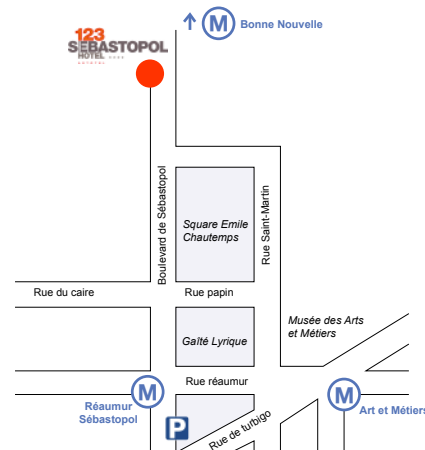 M Bonne Nouvelle
123
SEBASTOPOL
HOTEL
Boulevard de Sébastopol
Square Emile
Chautemps
Rue Saint-Martin
Rue du caire
Rue papin
Musée des Arts
et Métiers
Gaîté Lyrique
Rue réaumur
M
Réaumur
Sébastopol
M
Art et Métiers
P
Rue de turbigo